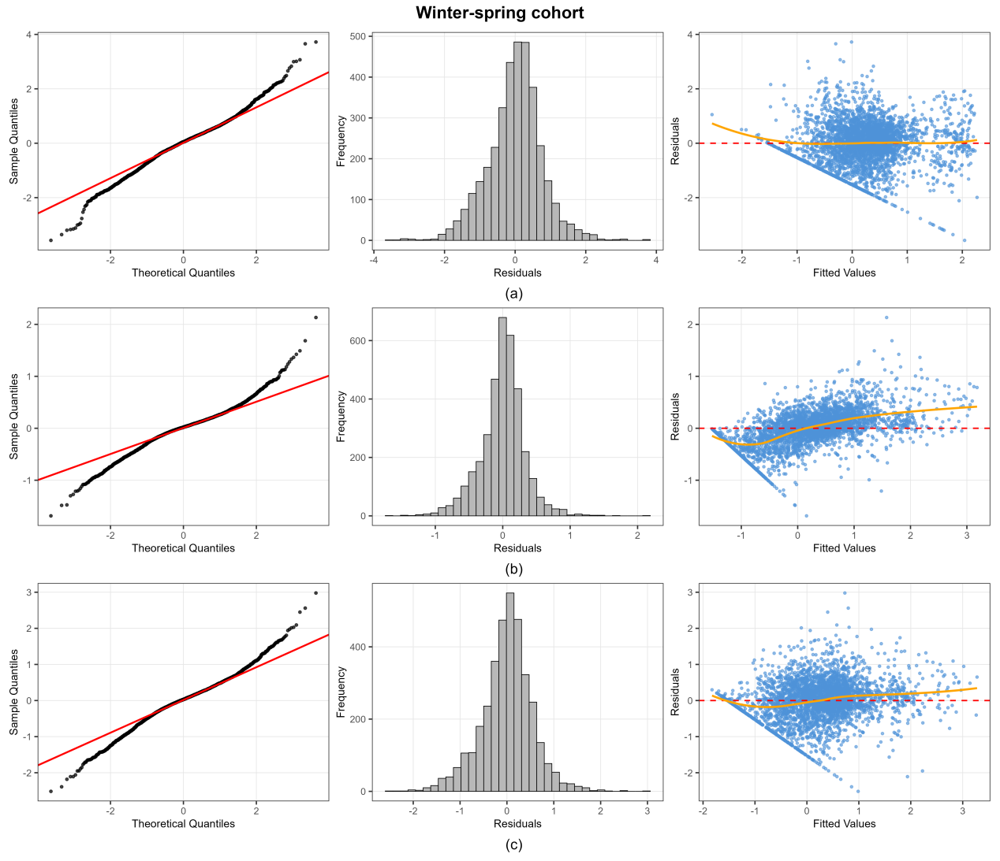 Winter-spring cohort
4
2
0
-2
Sample Quantiles
-2 0 2
Theoretical Quantiles
500
400
300
200
100
0
Frequency
-4 -2 0 2 4
Residuals
4
2
0
-2
Residuals
-2 -1 0 1 2
Fitted Values
(a)
2
1
0
-1
Sample Quantiles
-2 0 2
Theoretical Quantiles
600
400
200
0
Frequency
-1 0 1 2
Residuals
2
1
0
-1
Residuals
-1 0 1 2 3
Fitted Values
(b)
3
2
1
0
-1
-2
Sample Quantiles
-2 0 2
Theoretical Quantiles
400
200
0
Frequency
-2 -1 0 1 2 3
Residuals
3
2
1
0
-1
-2
Residuals
-2 -1 0 1 2 3
Fitted Values
(c)